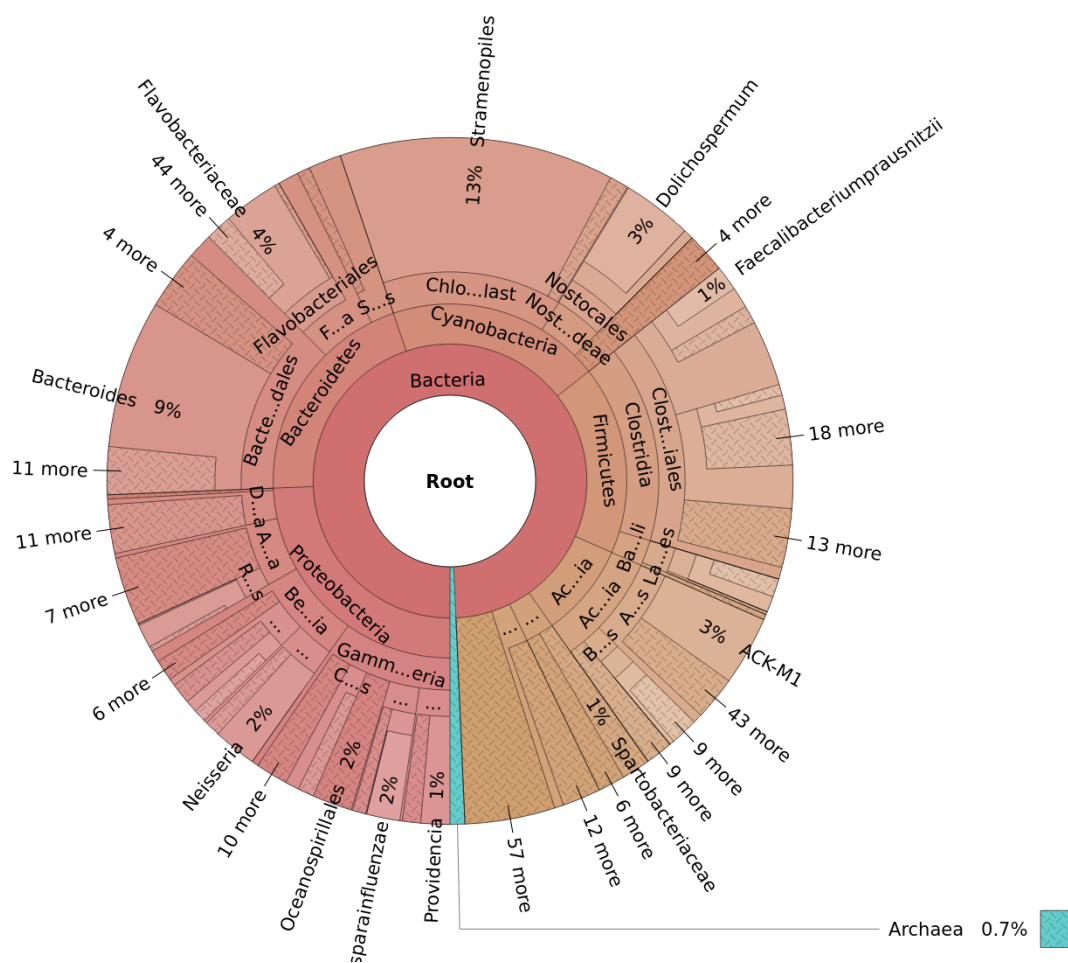 Stramenopiles
13%
Flavobacteriaceae
4%
44 more
4 more
Dolichospermum
3%
4 more
Faecalibacteriumprausnitzii
1%
Flavobacteriales
F...a
S...s
Chlo...last
Nost...deae
Nostocales
Cyanobacteria
Bacteroidetes
Bacte...dales
Bacteroides 9%
11 more
Bacteria
Root
Firmicutes
Clostridia
Clost...iales
18 more
13 more
Ba...li
La...es
Ac...ia
Ac...ia
A...s
B...s
3%
ACK-M1
43 more
9 more
9 more
1%
Spartobacteriaceae
6 more
12 more
57 more
...
...
D...a
A...a
11 more
7 more
R...s
Proteobacteria
Be...ia
...
...
6 more
2%
Neisseria
Gamm...eria
C...s
...
...
10 more
2%
Oceanospirillales
2%
sparainfluenzae
1%
Providencia
Archaea 0.7%